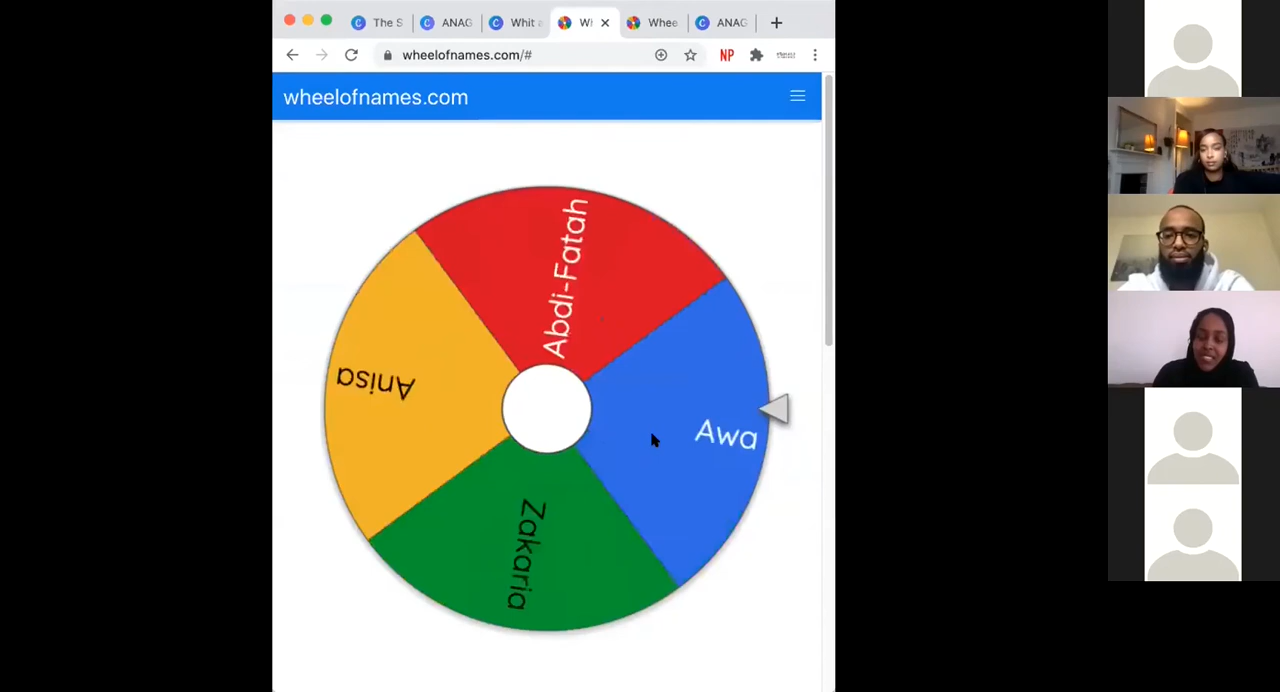 The S
ANAG
Whit a
Wh
Whee
ANAG
wheelofnames.com/#
NP
wheelofnames.com
Abdi-Fatah
Anisa
Awa
Zakaria